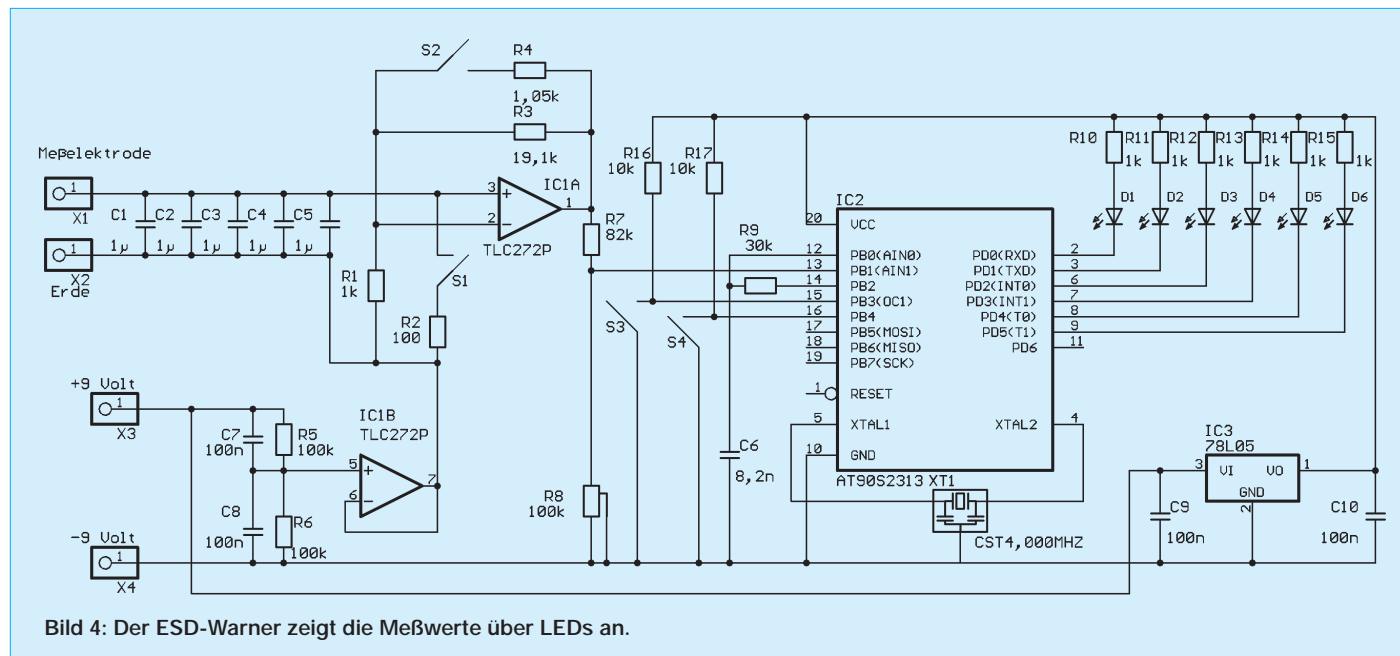 S2
R4
1,05k
R3
19,1k
Meßelektrode
1
X1
1
X2
Erde
C1
C2
C3
C4
C5
1µ
1µ
1µ
1µ
1µ
3
+
2
−
1
IC1A
TLC272P
R1
1k
S1
R2
100
R7
82k
R8
100k
+9 Volt
1
X3
-9 Volt
1
X4
C7
100n
R5
100k
C8
100n
R6
100k
IC1B
TLC272P
5
+
6
−
7
R16
10k
R17
10k
S3
S4
R9
30k
C6
8,2n
IC2
20 VCC
12 PB0(AIN0)
13 PB1(AIN1)
14 PB2
15 PB3(OC1)
16 PB4
17 PB5(MOSI)
18 PB6(MISO)
19 PB7(SCK)
1 RESET
5 XTAL1
10 GND
PD0(RXD) 2
PD1(TXD) 3
PD2(INT0) 6
PD3(INT1) 7
PD4(T0) 8
PD5(T1) 9
PD6 11
XTAL2 4
AT90S2313
XT1
CST4,000MHZ
R10
R11
R12
R13
R14
R15
1k
1k
1k
1k
1k
1k
D1
D2
D3
D4
D5
D6
IC3
78L05
3
VI
VO
1
GND
2
C9
100n
C10
100n
Bild 4: Der ESD-Warner zeigt die Meßwerte über LEDs an.